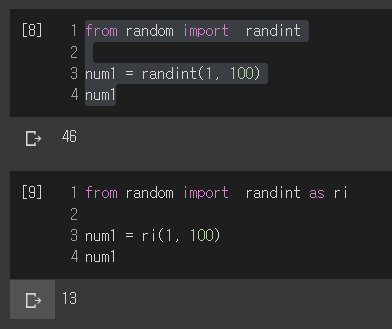 [8] 1 from random import  randint
2
3 num1 = randint(1, 100)
4 num1
46
[9] 1 from random import  randint as ri
2
3 num1 = ri(1, 100)
4 num1
13